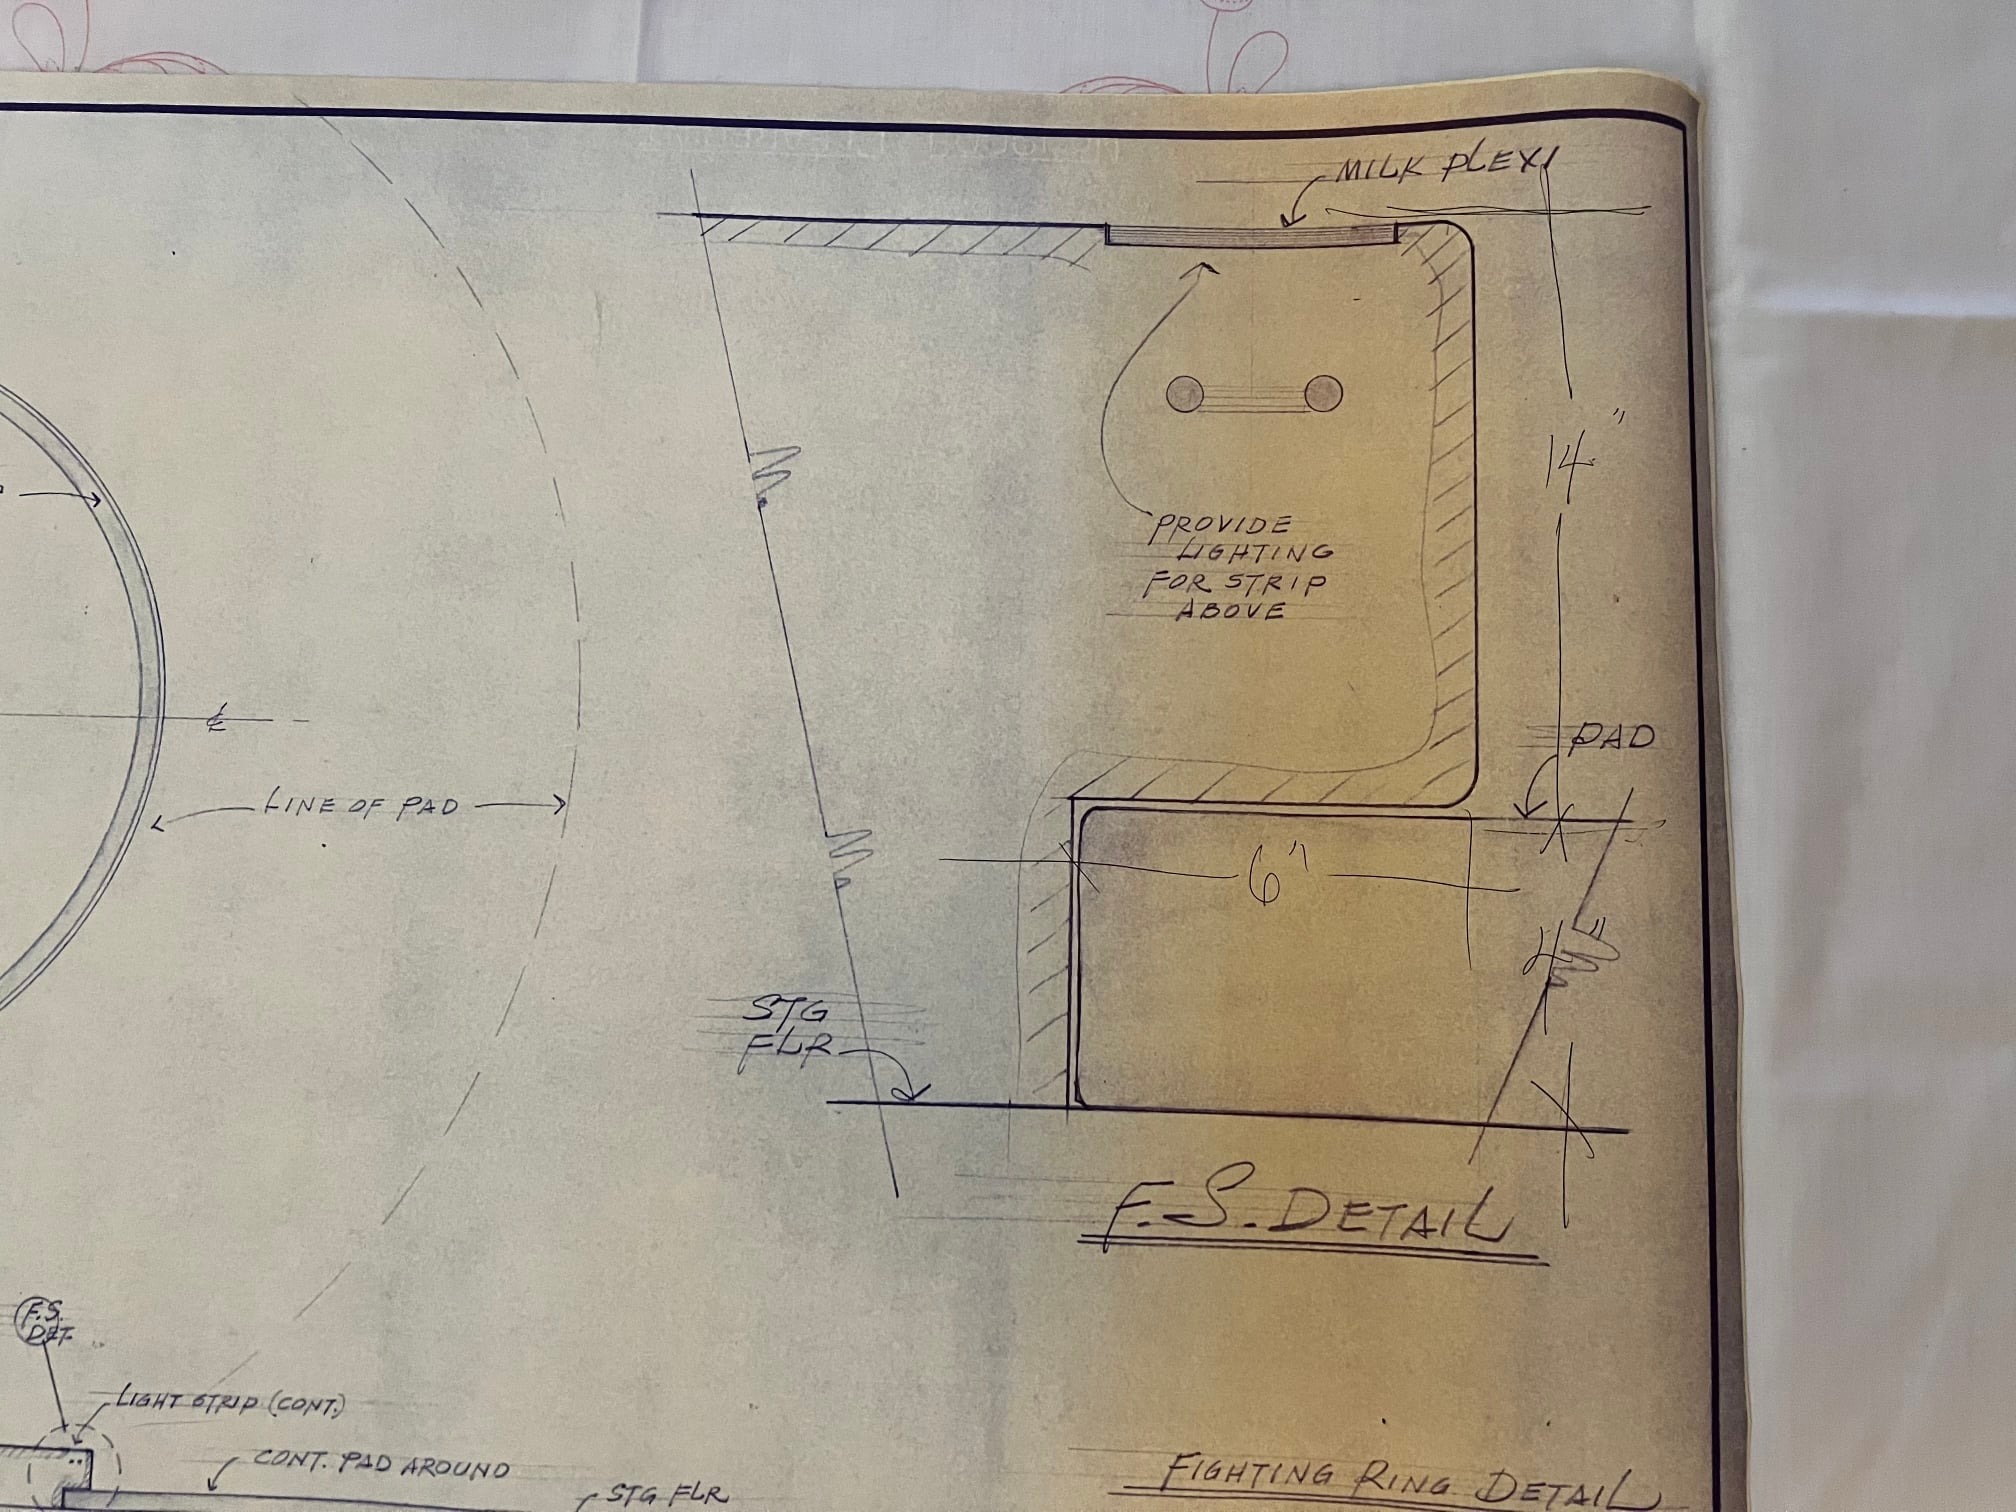 MILK PLEXI
14"
PROVIDE
LIGHTING
FOR STRIP
ABOVE
PAD
LINE OF PAD
6"
4"
STG
FLR
F.S. DETAIL
F.S.
DET.
LIGHT STRIP (CONT.)
CONT. PAD AROUND
STG FLR
FIGHTING RING DETAIL